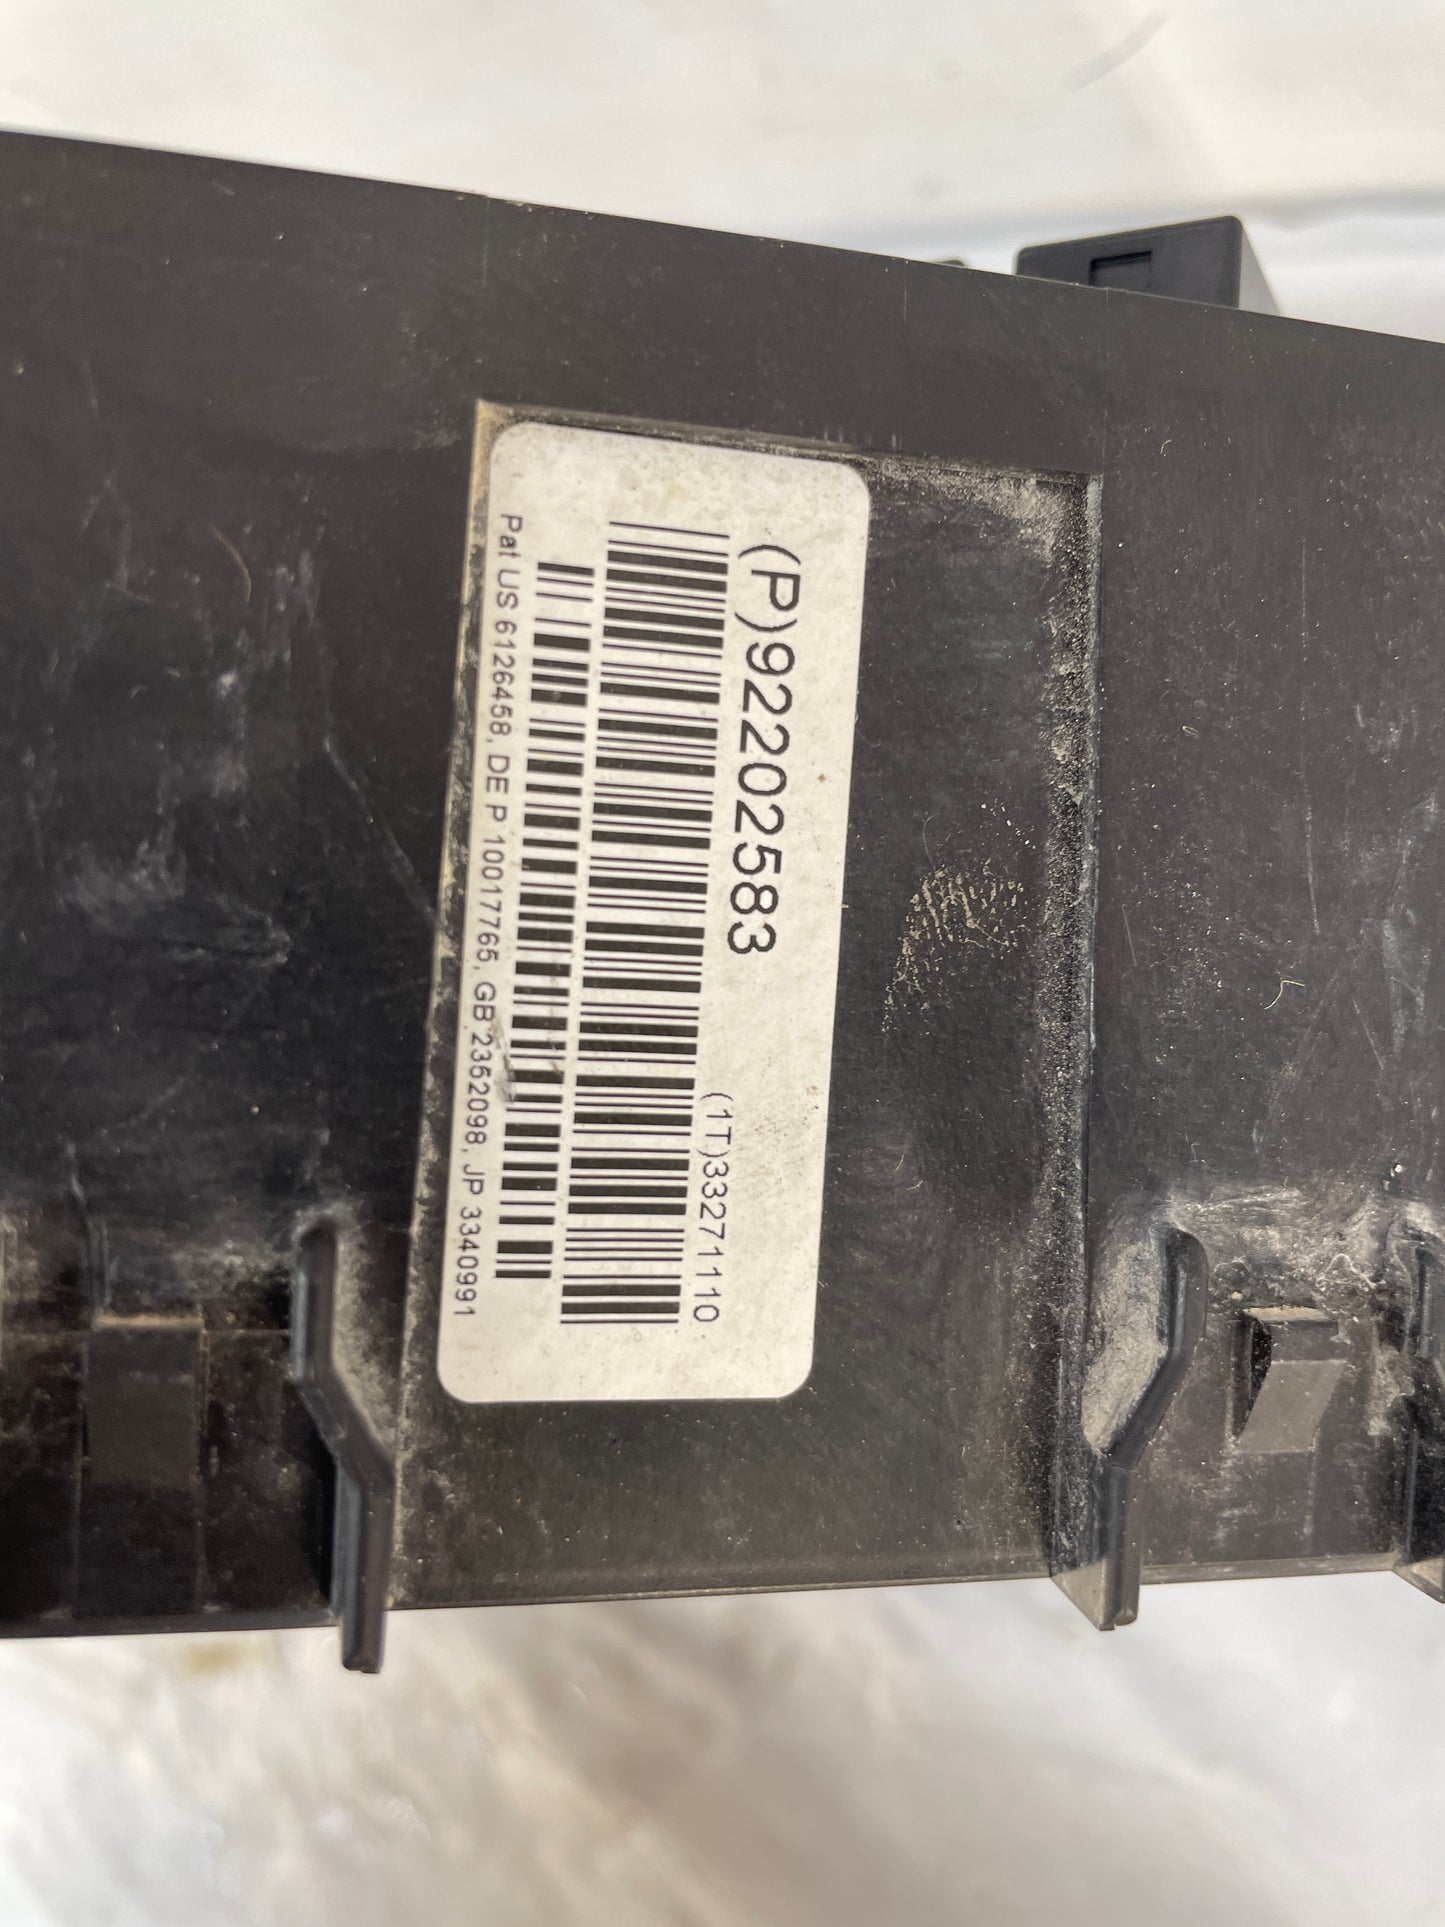 (P)92202583
(1T)33271110
Pat US 6126458, DE P 10017765, GB 2352098, JP 3340991